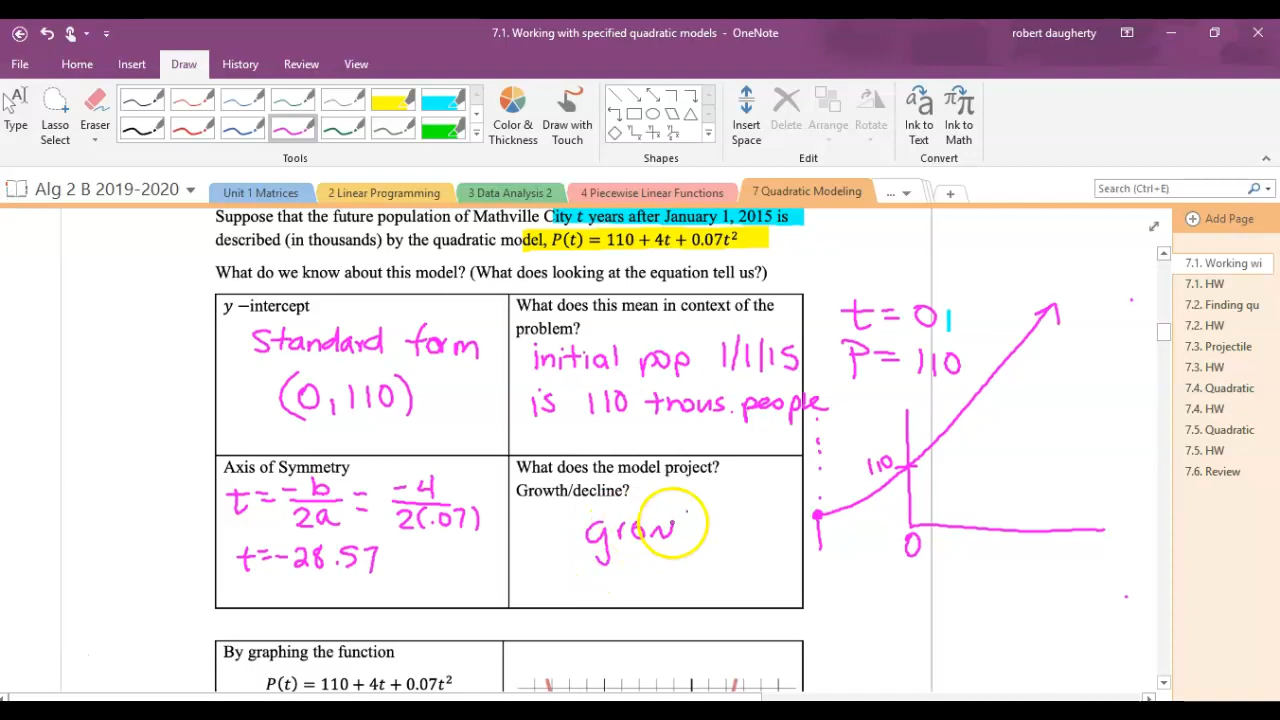 7.1. Working with specified quadratic models - OneNote
robert daugherty
File Home Insert Draw History Review View
Type
Lasso Select
Eraser
Color & Thickness
Draw with Touch
Insert Space
Delete
Arrange
Rotate
Ink to Text
Ink to Math
Tools
Shapes
Edit
Convert
Alg 2 B 2019-2020
Unit 1 Matrices
2 Linear Programming
3 Data Analysis 2
4 Piecewise Linear Functions
7 Quadratic Modeling
...
Search (Ctrl+E)
Suppose that the future population of Mathville City t years after January 1, 2015 is
described (in thousands) by the quadratic model, P(t) = 110 + 4t + 0.07t²
What do we know about this model? (What does looking at the equation tell us?)
y −intercept
Standard form
(0,110)
What does this mean in context of the
problem?
initial pop 1/1/15
is 110 thous. people
t = 0
P = 110
110
0
Axis of Symmetry
t = -b/2a = -4/2(.07)
t=-28.57
What does the model project?
Growth/decline?
grow
By graphing the function
P(t) = 110 + 4t + 0.07t²
Add Page
7.1. Working wi
7.1. HW
7.2. Finding qu
7.2. HW
7.3. Projectile
7.3. HW
7.4. Quadratic
7.4. HW
7.5. Quadratic
7.5. HW
7.6. Review